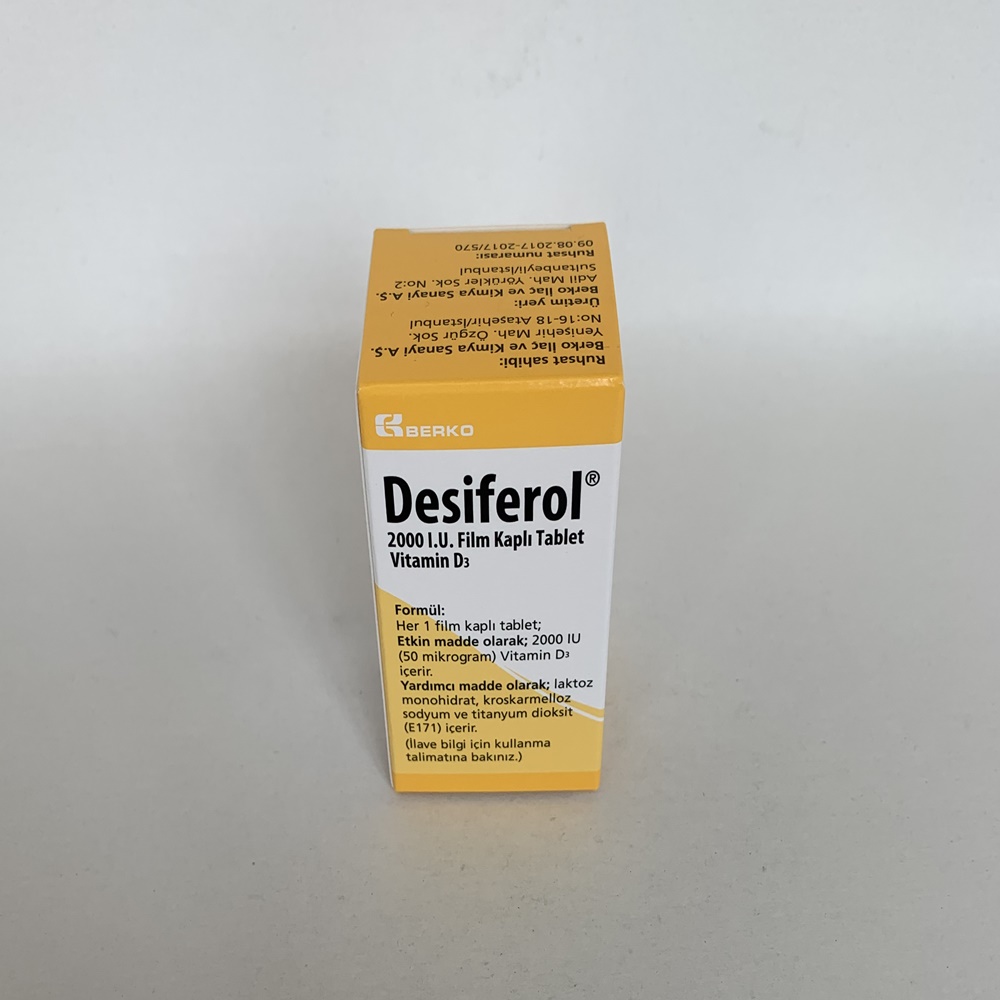 Ruhsat sahibi:
Berko İlaç ve Kimya Sanayi A.Ş.
Yenişehir Mah. Özgür Sok.
No:16-18 Ataşehir/İstanbul
Üretim yeri:
Berko İlaç ve Kimya Sanayi A.Ş.
Adil Mah. Yörükler Sok. No:2
Sultanbeyli/İstanbul
Ruhsat numarası:
09.08.2017-2017/570
BERKO
Desiferol®
2000 I.U. Film Kaplı Tablet
Vitamin D3
Formül:
Her 1 film kaplı tablet;
Etkin madde olarak; 2000 IU
(50 mikrogram) Vitamin D3
içerir.
Yardımcı madde olarak; laktoz
monohidrat, kroskarmelloz
sodyum ve titanyum dioksit
(E171) içerir.
(İlave bilgi için kullanma
talimatına bakınız.)